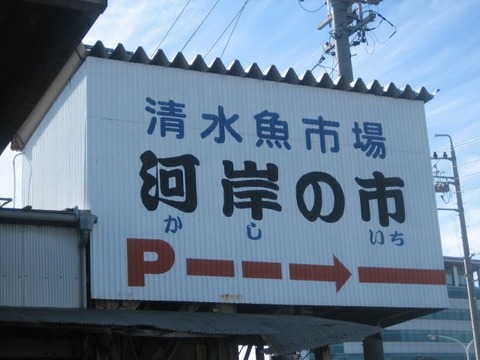 清水魚市場
河岸の市
かし いち
P